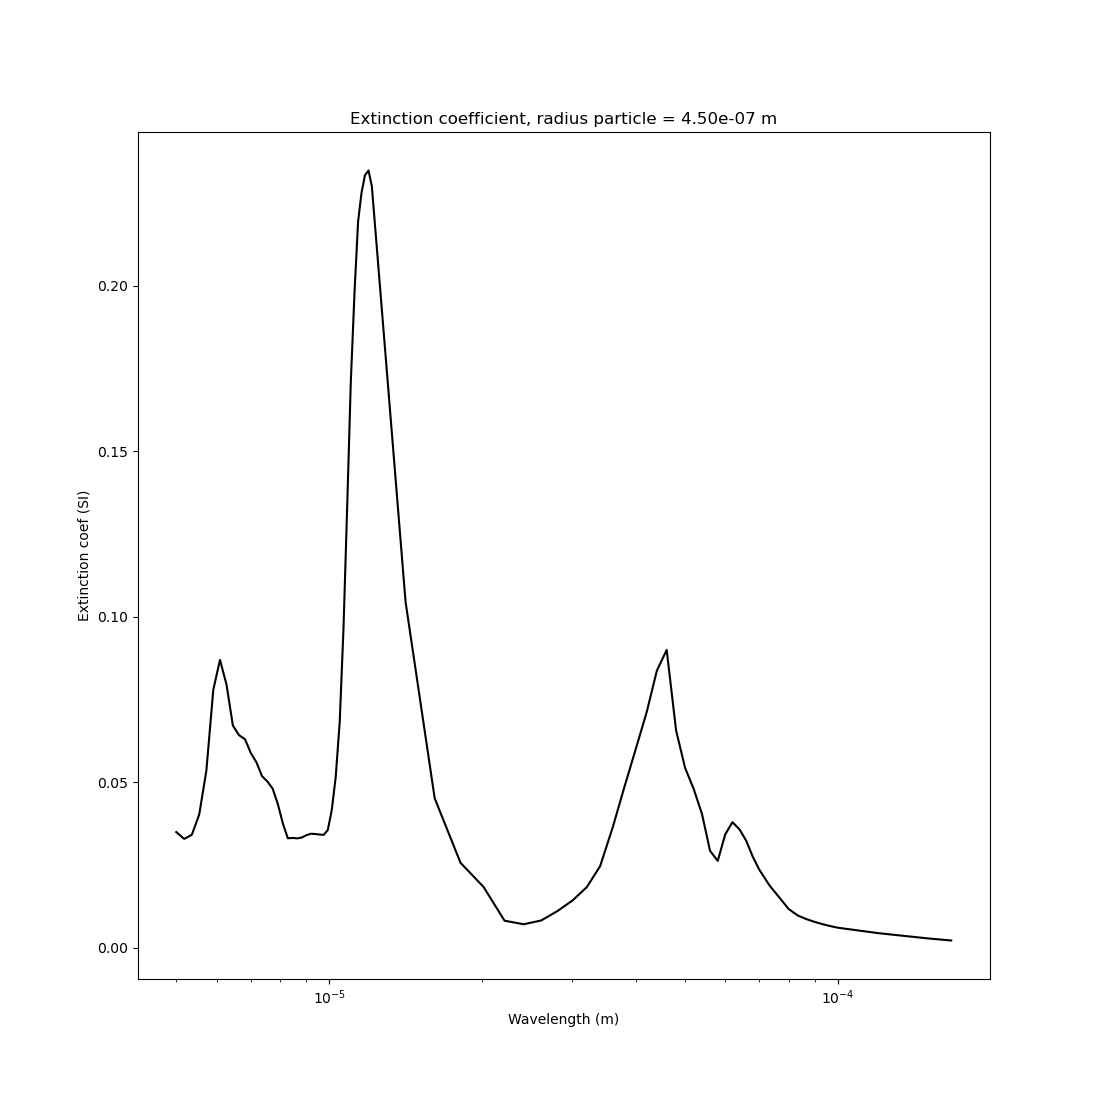 Extinction coefficient, radius particle = 4.50e-07 m
0.20
0.15
0.10
0.05
0.00
Extinction coef (SI)
10⁻⁵
10⁻⁴
Wavelength (m)